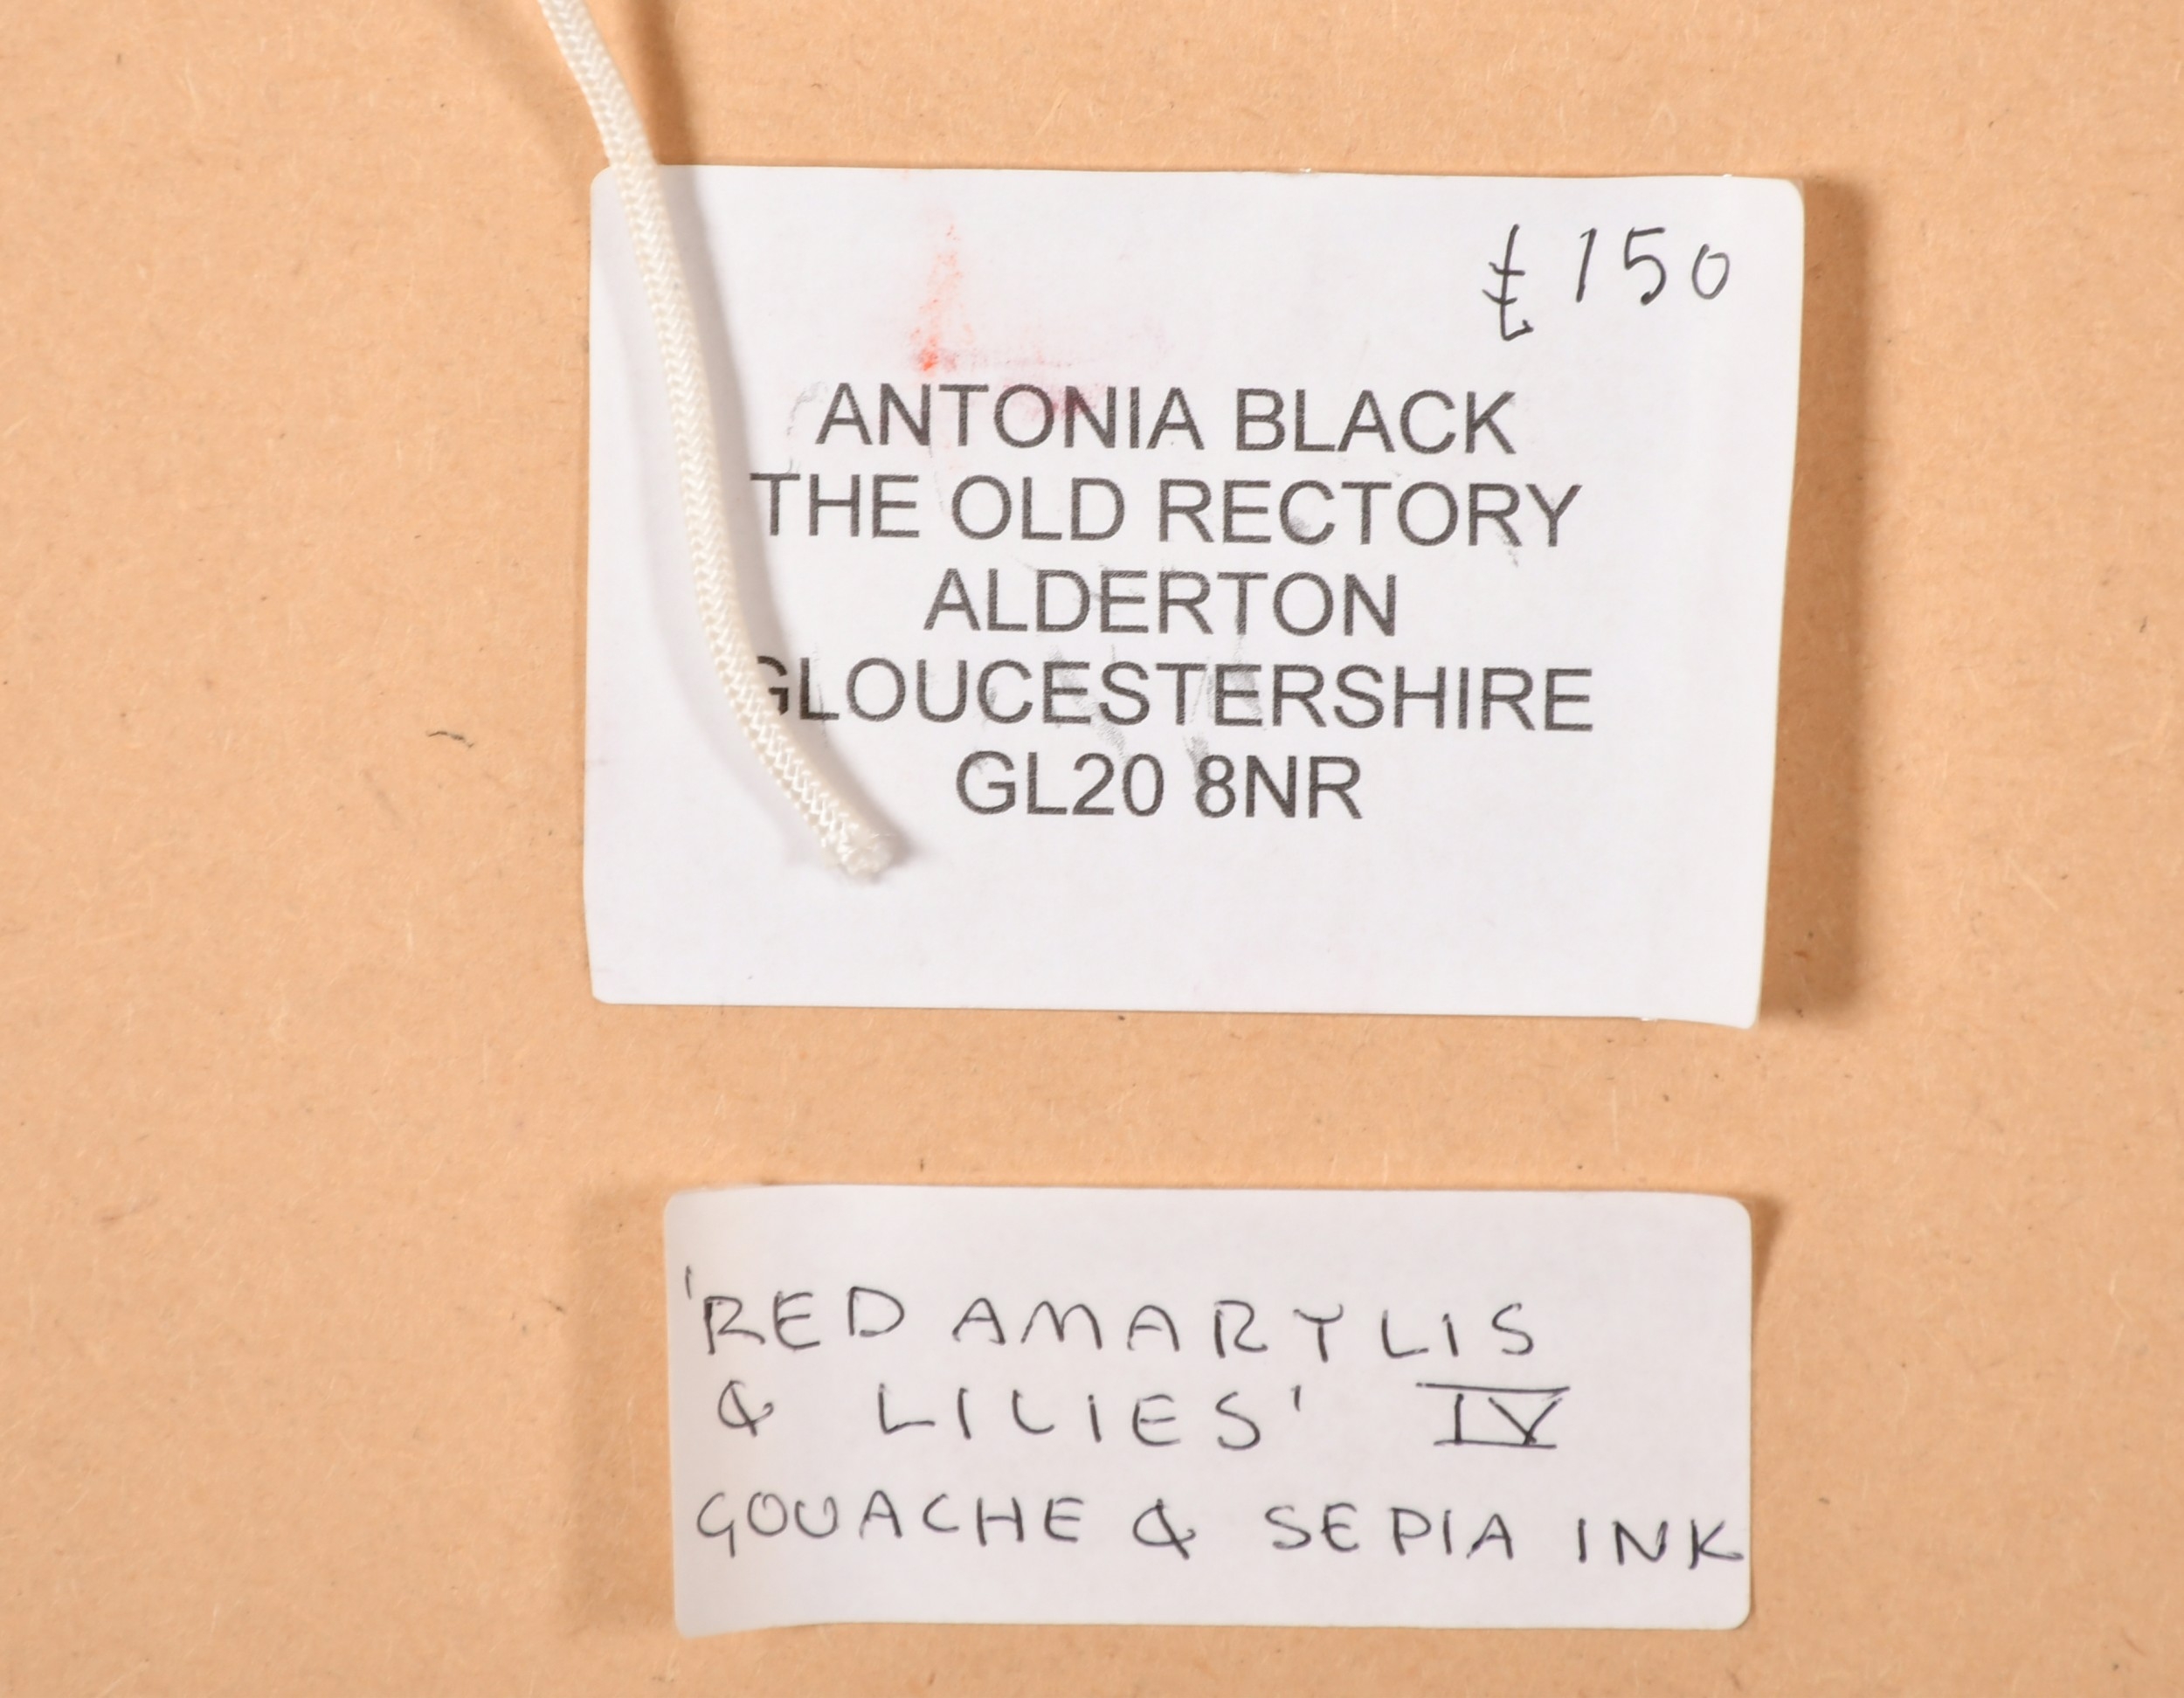 £150
ANTONIA BLACK
THE OLD RECTORY
ALDERTON
GLOUCESTERSHIRE
GL20 8NR
'RED AMARYLIS
& LILIES' IV
GOUACHE & SEPIA INK